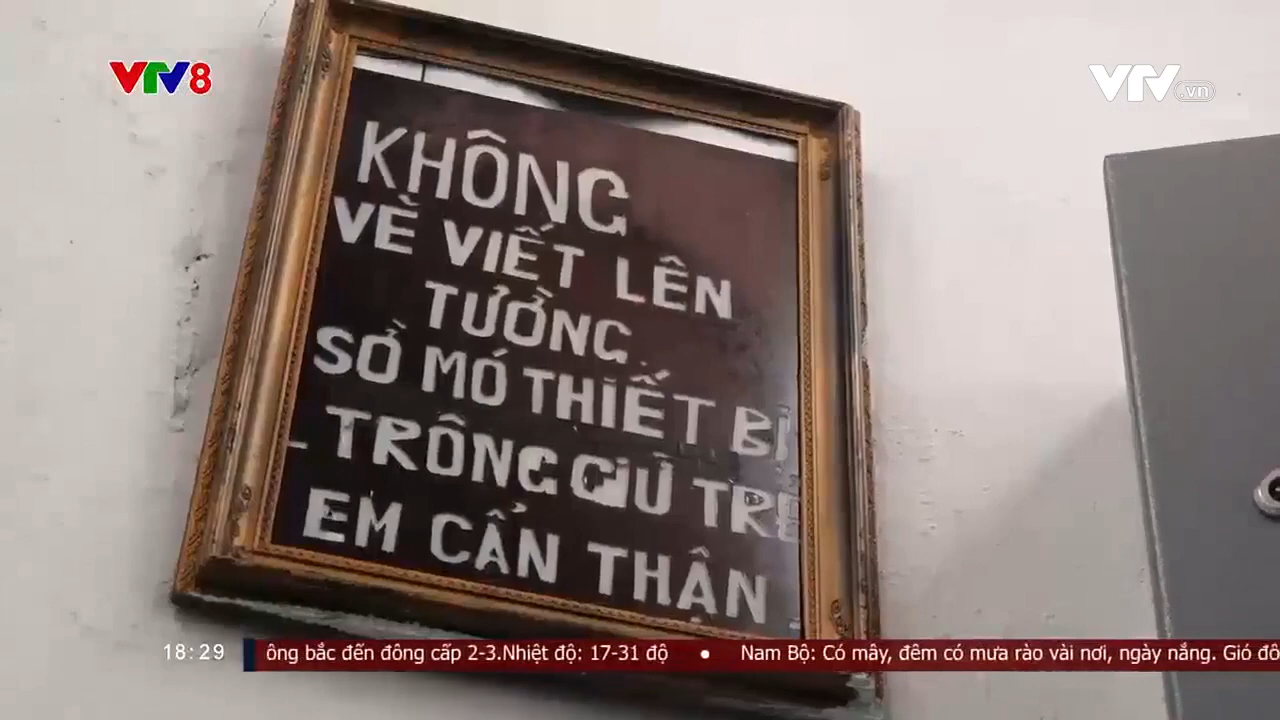 VTV8
VTV.vn
KHÔNG
VẼ VIẾT LÊN
TƯỜNG
SỜ MÓ THIẾT BỊ
- TRÔNG GIỮ TRẺ
EM CẨN THẬN
18:29
ông bắc đến đông cấp 2-3.Nhiệt độ: 17-31 độ • Nam Bộ: Có mây, đêm có mưa rào vài nơi, ngày nắng. Gió đô